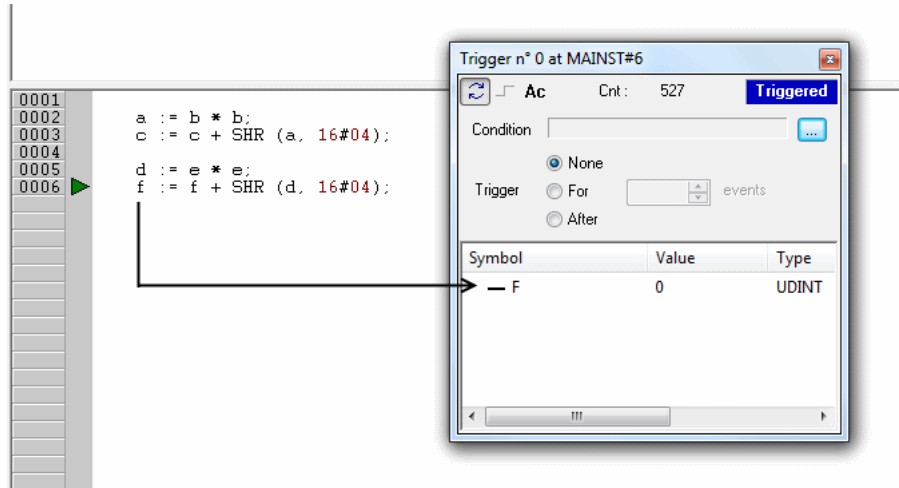 Trigger n° 0 at MAINST#6
Ac Cnt : 527 Triggered
Condition ...
None
Trigger For events
After
Symbol Value Type
F 0 UDINT
0001
0002 a := b * b;
0003 c := c + SHR (a, 16#04);
0004
0005 d := e * e;
0006 f := f + SHR (d, 16#04);